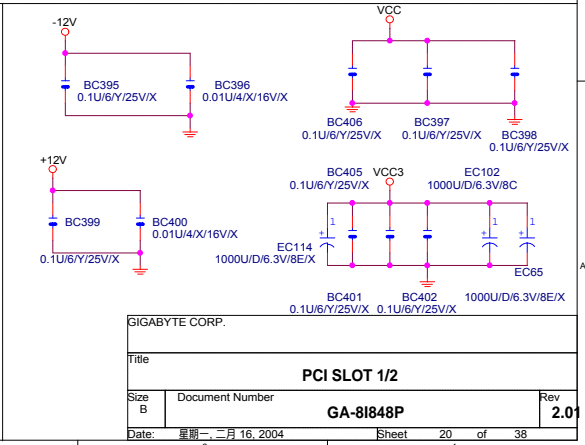 -12V
BC395
0.1U/6/Y/25V/X
BC396
0.01U/4/X/16V/X
VCC
BC406
0.1U/6/Y/25V/X
BC397
0.1U/6/Y/25V/X
BC398
0.1U/6/Y/25V/X
+12V
BC399
0.1U/6/Y/25V/X
BC400
0.01U/4/X/16V/X
BC405
0.1U/6/Y/25V/X
VCC3
EC102
1000U/D/6.3V/8C
1
1
1
+
+
+
EC114
1000U/D/6.3V/8E/X
EC65
1000U/D/6.3V/8E/X
BC401
0.1U/6/Y/25V/X
BC402
0.1U/6/Y/25V/X
A
GIGABYTE CORP.
Title
PCI SLOT 1/2
Size
B
Document Number
GA-8I848P
Rev
2.01
Date: 星期一, 二月 16, 2004
Sheet 20 of 38